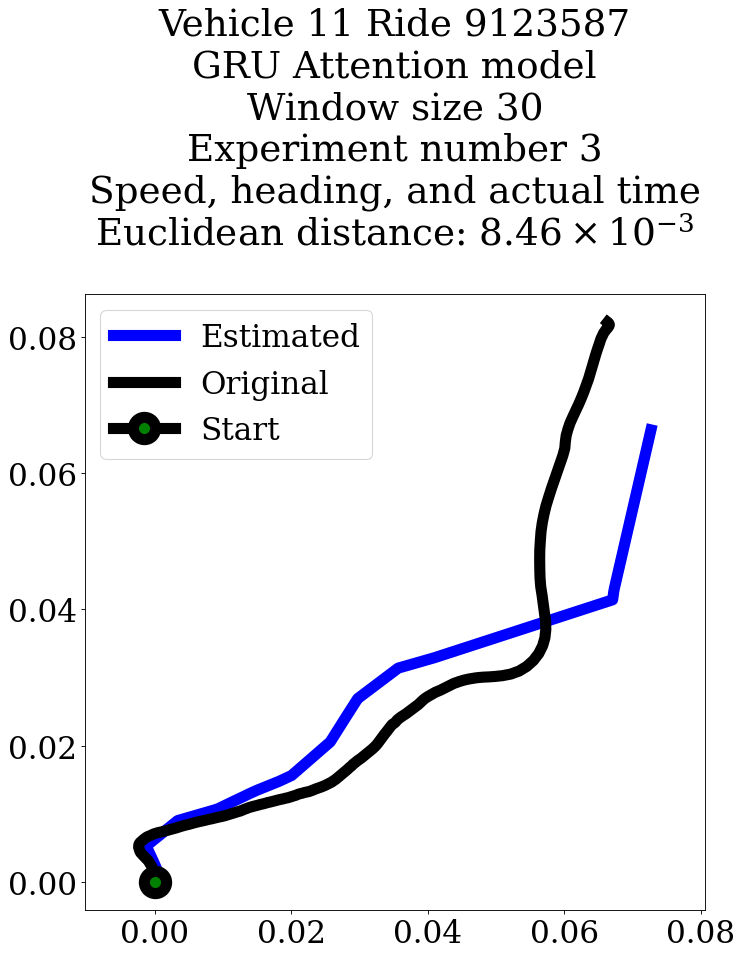 Vehicle 11 Ride 9123587
GRU Attention model
Window size 30
Experiment number 3
Speed, heading, and actual time
Euclidean distance: 8.46 × 10⁻³
Estimated
Original
Start
0.08
0.06
0.04
0.02
0.00
0.00 0.02 0.04 0.06 0.08